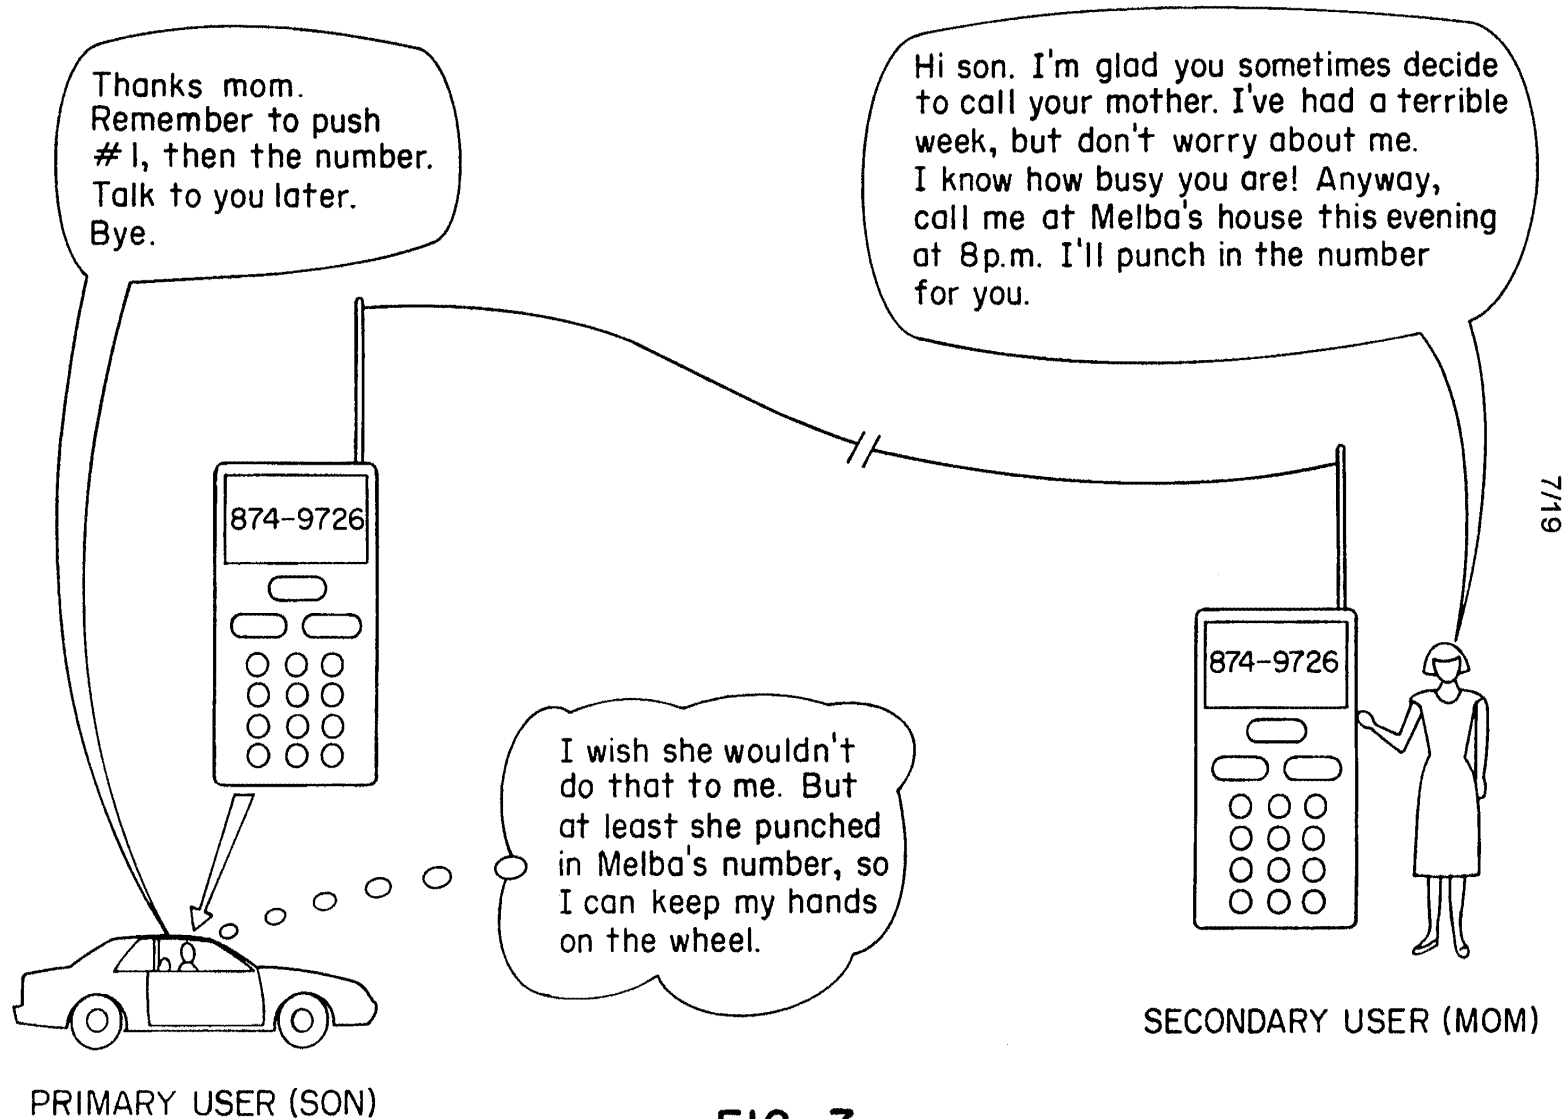 Thanks mom.
Remember to push
#1, then the number.
Talk to you later.
Bye.
Hi son. I'm glad you sometimes decide
to call your mother. I've had a terrible
week, but don't worry about me.
I know how busy you are! Anyway,
call me at Melba's house this evening
at 8p.m. I'll punch in the number
for you.
874-9726
7/19
874-9726
I wish she wouldn't
do that to me. But
at least she punched
in Melba's number, so
I can keep my hands
on the wheel.
SECONDARY USER (MOM)
PRIMARY USER (SON)